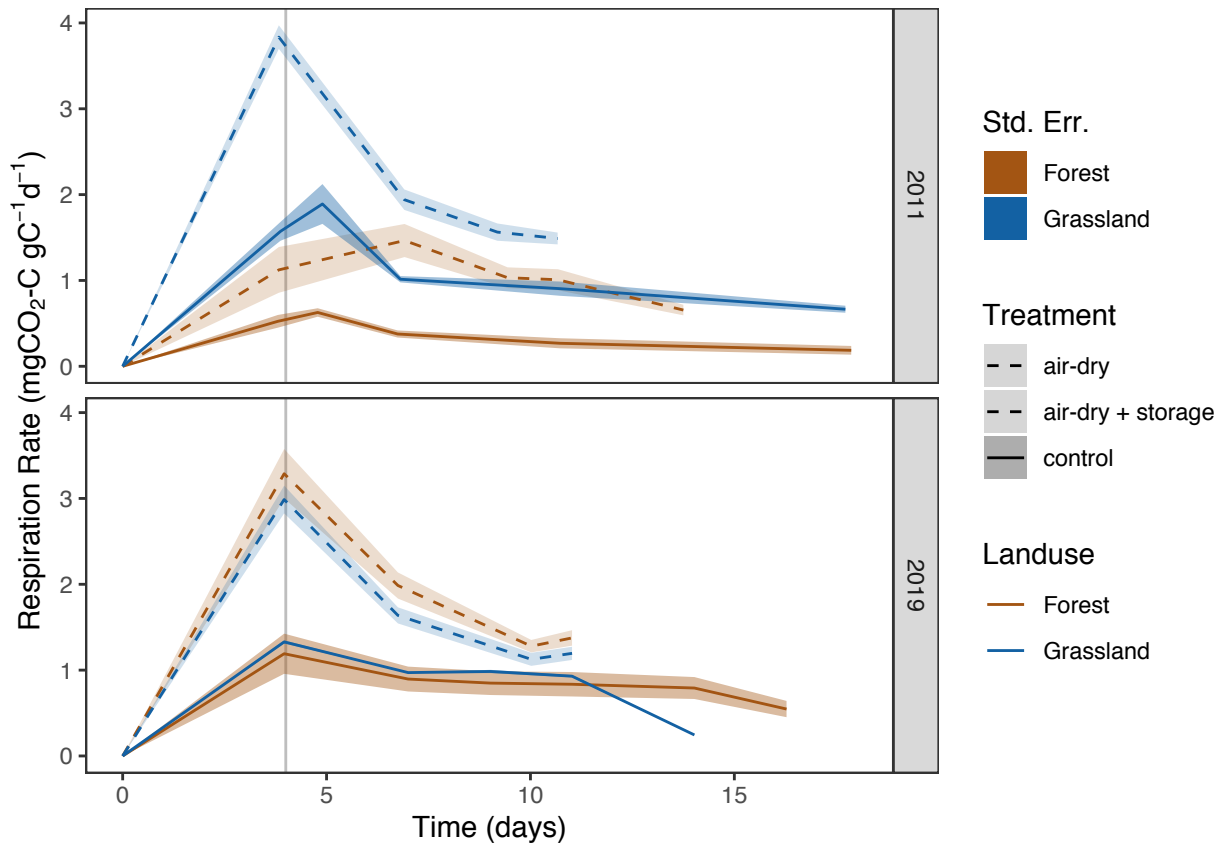 Respiration Rate (mgCO₂-C gC⁻¹d⁻¹)
4
3
2
1
0
2011
4
3
2
1
0
2019
0
5
10
15
Time (days)
Std. Err.
Forest
Grassland
Treatment
air-dry
air-dry + storage
control
Landuse
Forest
Grassland